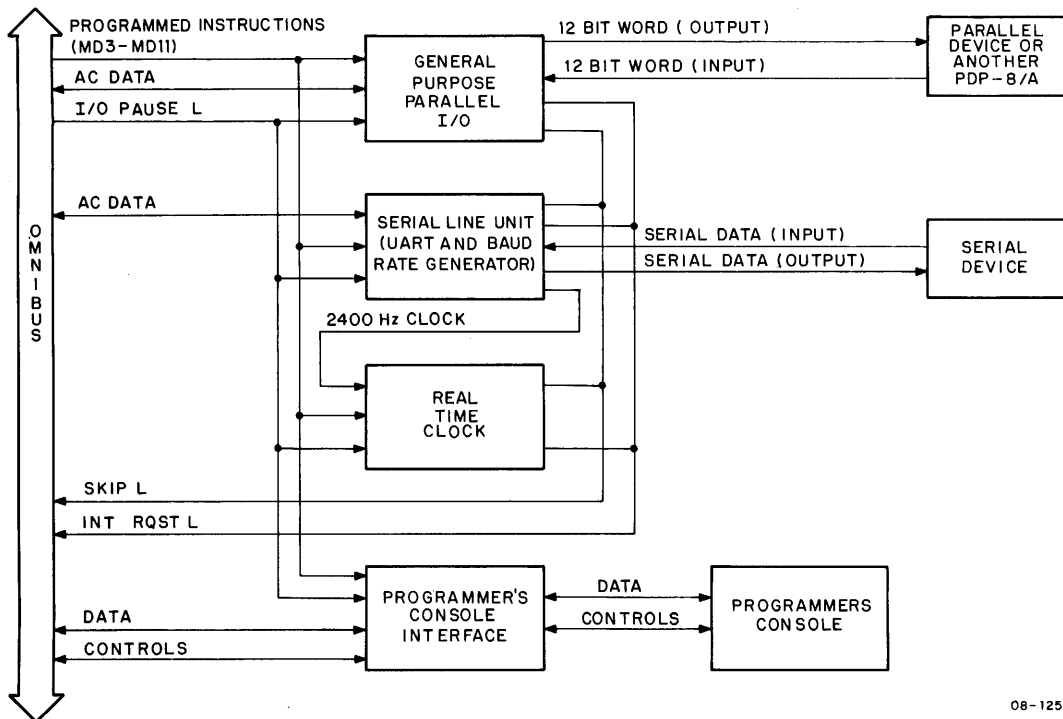 PROGRAMMED INSTRUCTIONS
(MD3-MD11)
AC DATA
I/O PAUSE L
GENERAL
PURPOSE
PARALLEL
I/O
12 BIT WORD (OUTPUT)
12 BIT WORD (INPUT)
PARALLEL
DEVICE OR
ANOTHER
PDP-8/A
OMNIBUS
AC DATA
SERIAL LINE UNIT
(UART AND BAUD
RATE GENERATOR)
SERIAL DATA (INPUT)
SERIAL DATA (OUTPUT)
SERIAL
DEVICE
2400 Hz CLOCK
REAL
TIME
CLOCK
SKIP L
INT RQST L
PROGRAMMER'S
CONSOLE
INTERFACE
DATA
CONTROLS
DATA
CONTROLS
PROGRAMMERS
CONSOLE
08-125